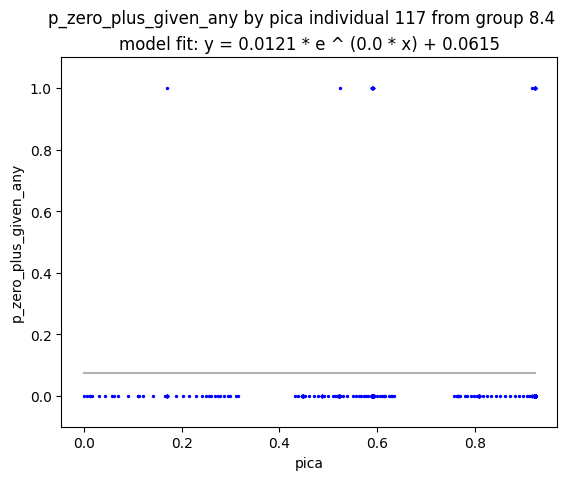 p_zero_plus_given_any by pica individual 117 from group 8.4
model fit: y = 0.0121 * e ^ (0.0 * x) + 0.0615
1.0
0.8
0.6
0.4
0.2
0.0
p_zero_plus_given_any
0.0 0.2 0.4 0.6 0.8
pica